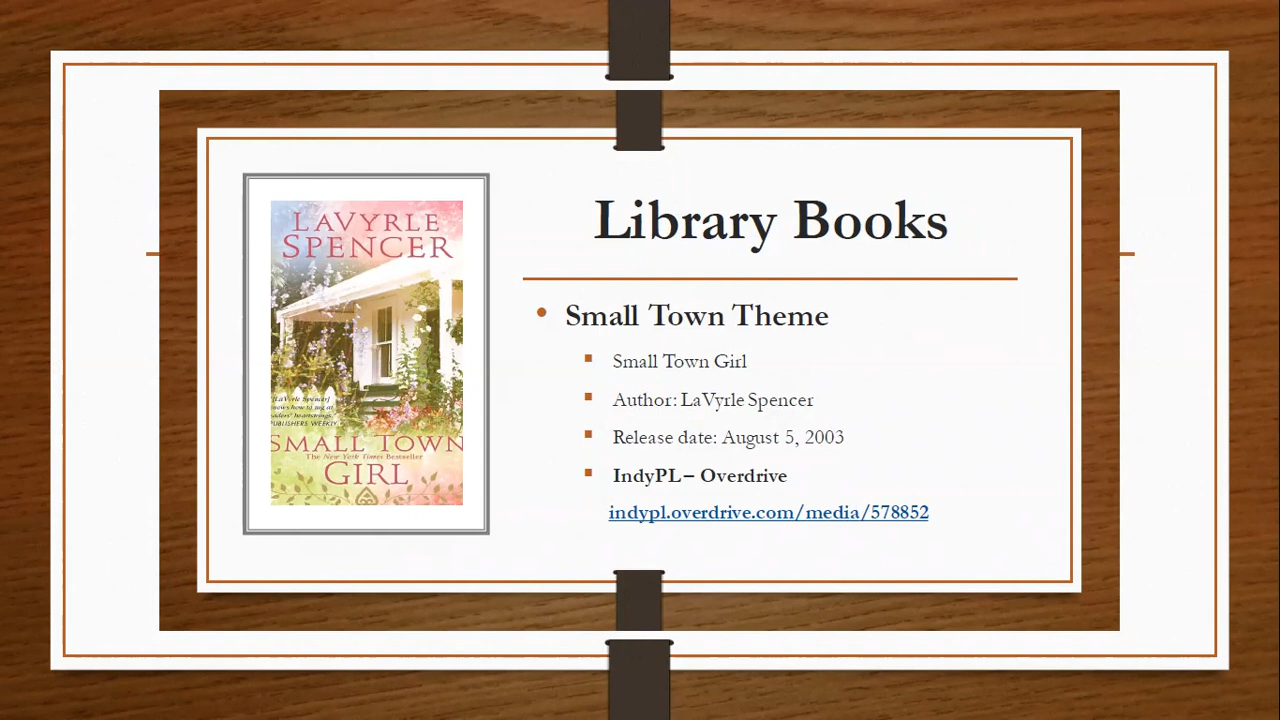 LAVYRLE
SPENCER
[LaVyrle Spencer]
knows how to tug at
readers' heartstrings.
PUBLISHERS WEEKLY
SMALL TOWN
The New York Times Bestseller
GIRL
Library Books
• Small Town Theme
▪ Small Town Girl
▪ Author: LaVyrle Spencer
▪ Release date: August 5, 2003
▪ IndyPL – Overdrive
indypl.overdrive.com/media/578852